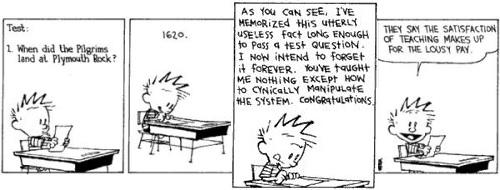 Test:
1. When did the Pilgrims
land at Plymouth Rock?
1620.
AS YOU CAN SEE, I'VE
MEMORIZED THIS UTTERLY
USELESS FACT LONG ENOUGH
TO PASS A TEST QUESTION.
I NOW INTEND TO FORGET
IT FOREVER. YOU'VE TAUGHT
ME NOTHING EXCEPT HOW
TO CYNICALLY MANIPULATE
THE SYSTEM. CONGRATULATIONS.
THEY SAY THE SATISFACTION
OF TEACHING MAKES UP
FOR THE LOUSY PAY.